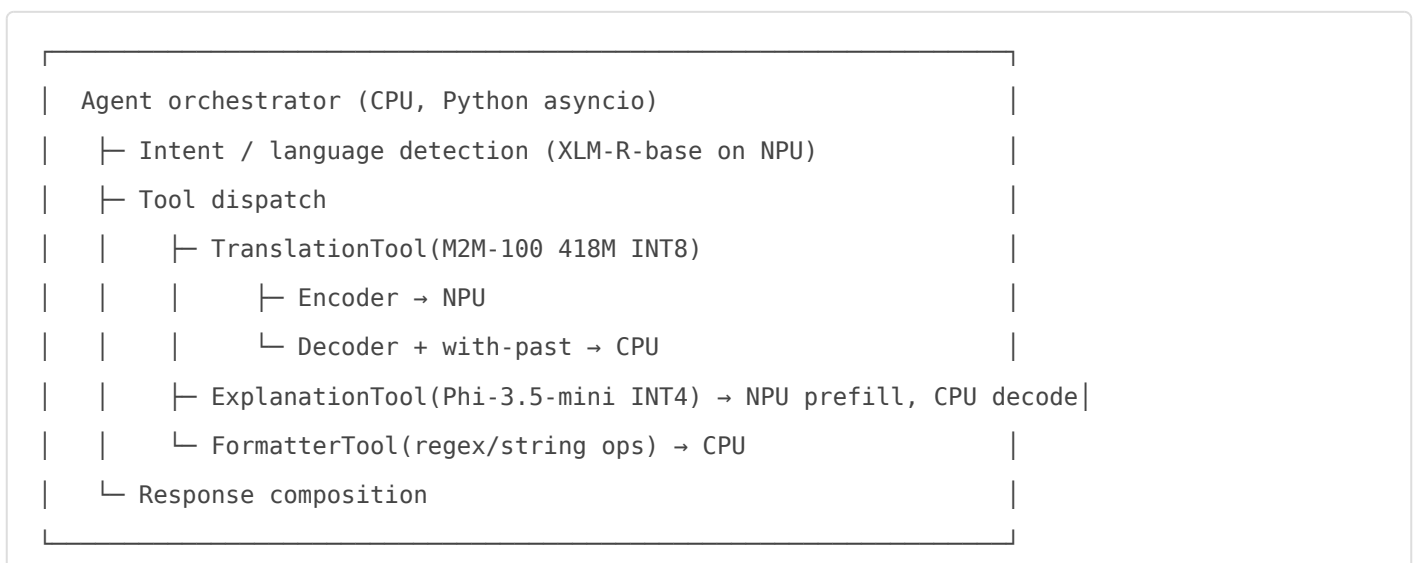 ┌──────────────────────────────────────────────────────────────┐
│  Agent orchestrator (CPU, Python asyncio)                    │
│   ├─ Intent / language detection (XLM-R-base on NPU)         │
│   ├─ Tool dispatch                                           │
│   │    ├─ TranslationTool(M2M-100 418M INT8)                 │
│   │    │     ├─ Encoder → NPU                                │
│   │    │     └─ Decoder + with-past → CPU                    │
│   │    ├─ ExplanationTool(Phi-3.5-mini INT4) → NPU prefill, CPU decode│
│   │    └─ FormatterTool(regex/string ops) → CPU              │
│   └─ Response composition                                    │
└──────────────────────────────────────────────────────────────┘